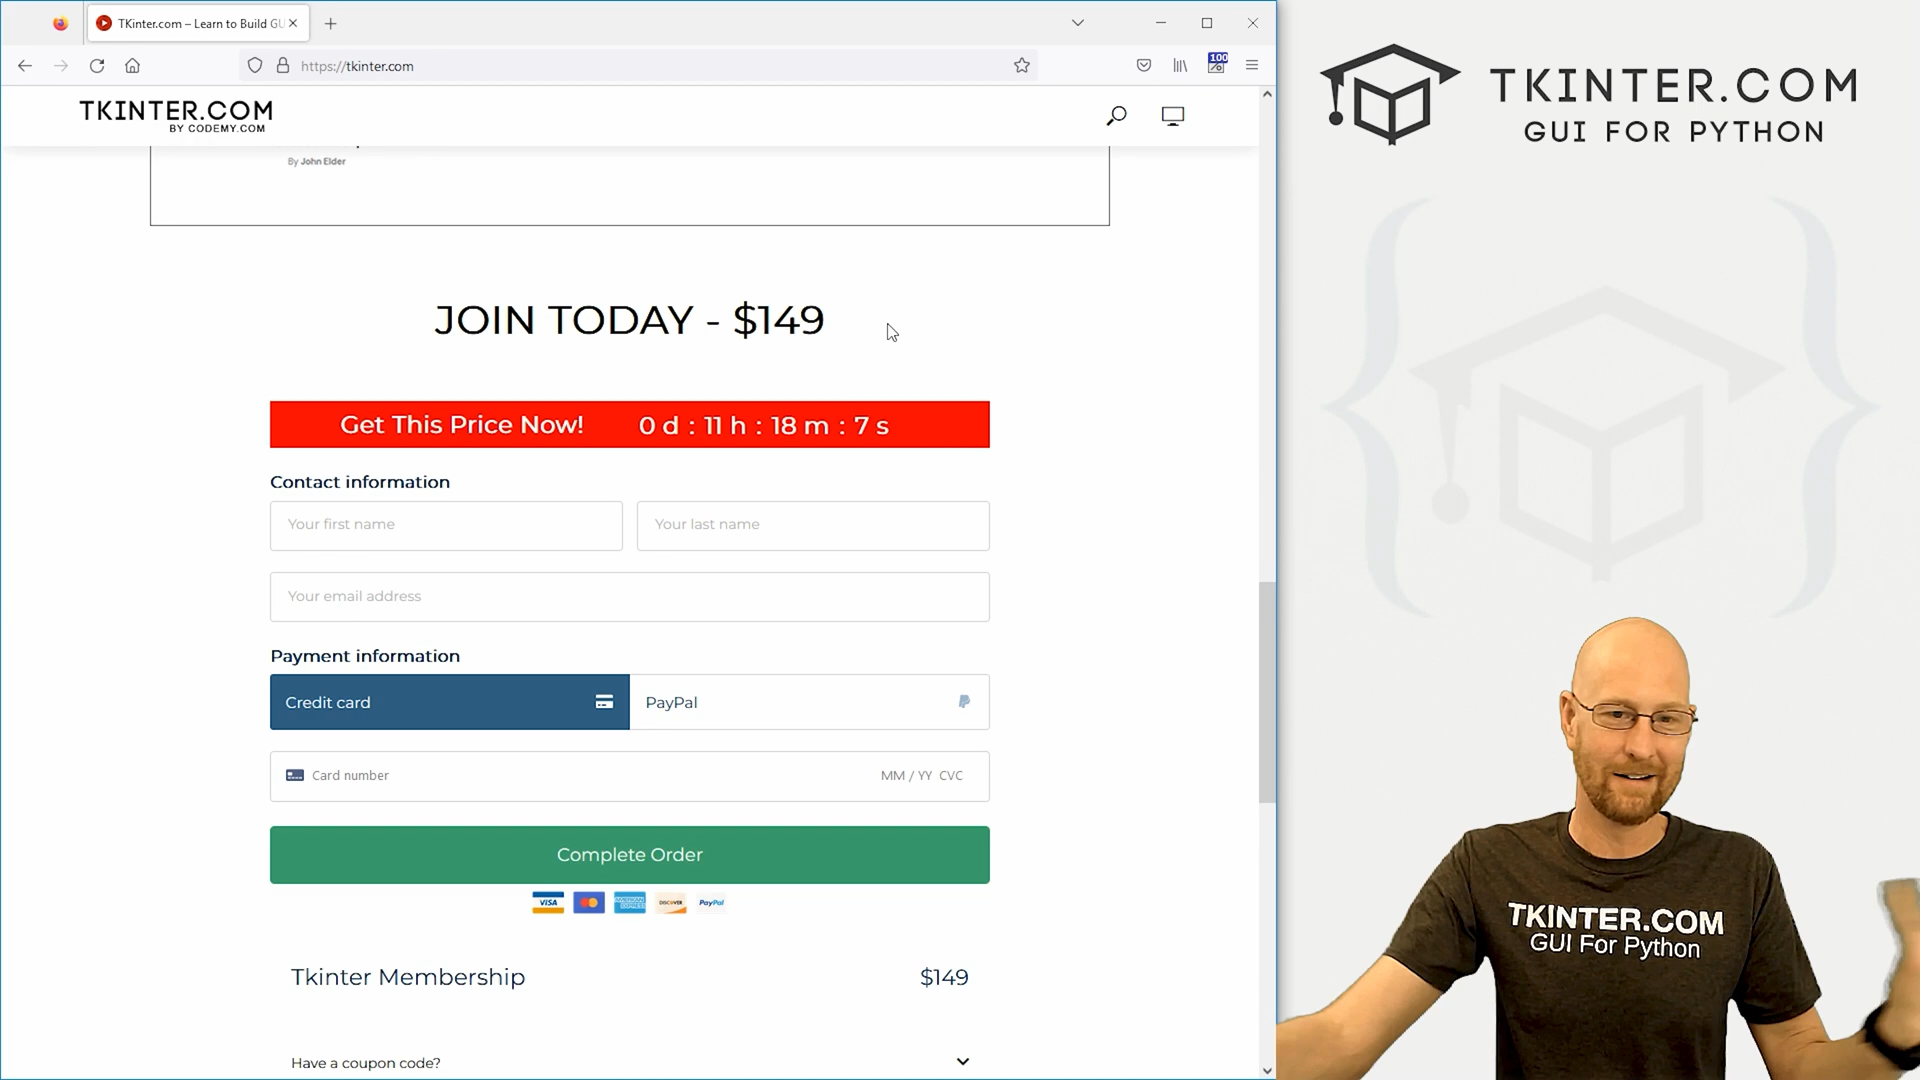 TKinter.com – Learn to Build GU
https://tkinter.com
100
TKINTER.COM
BY CODEMY.COM
By John Elder
JOIN TODAY - $149
Get This Price Now! 0 d : 11 h : 18 m : 7 s
Contact information
Your first name
Your last name
Your email address
Payment information
Credit card
PayPal
Card number
MM / YY CVC
Complete Order
VISA
AMERICAN EXPRESS
DISCOVER
PayPal
Tkinter Membership
$149
Have a coupon code?
TKINTER.COM
GUI FOR PYTHON
TKINTER.COM
GUI For Python